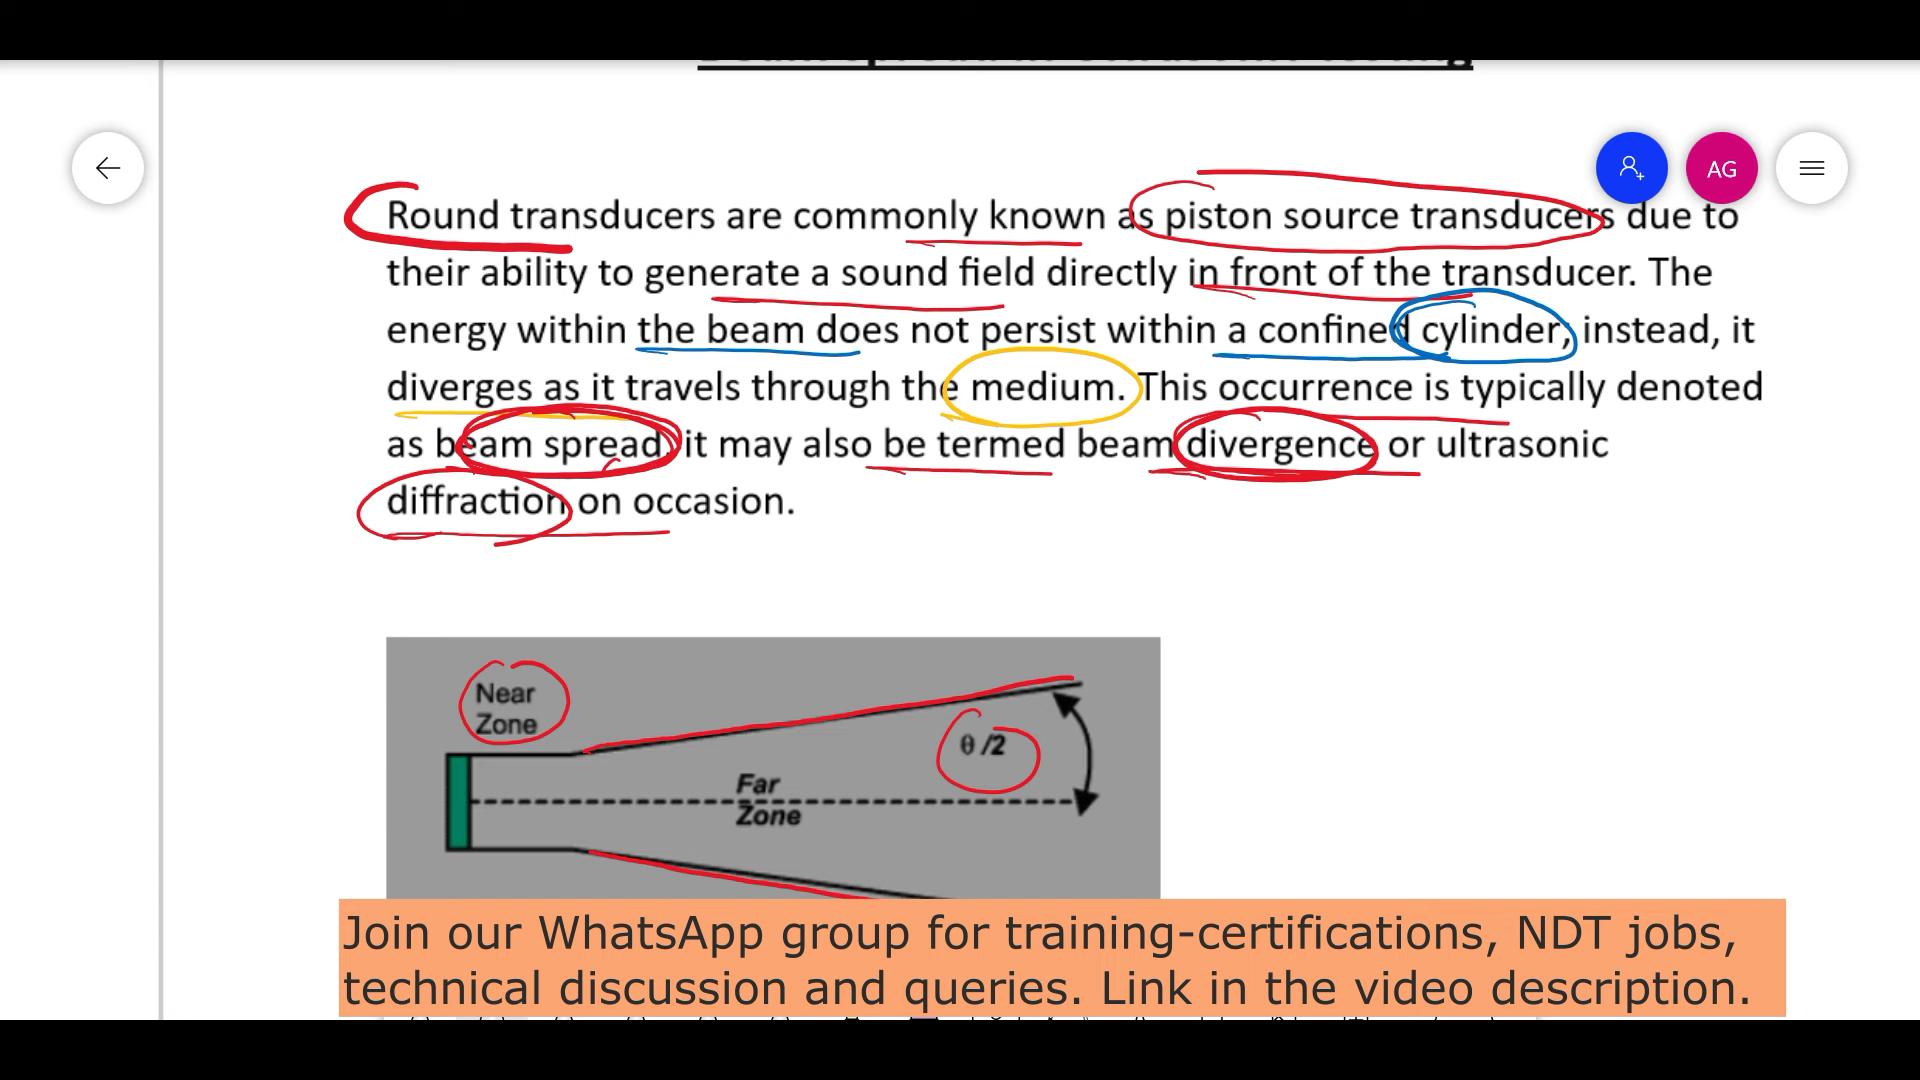 AG
Round transducers are commonly known as piston source transducers due to
their ability to generate a sound field directly in front of the transducer. The
energy within the beam does not persist within a confined cylinder, instead, it
diverges as it travels through the medium. This occurrence is typically denoted
as beam spread, it may also be termed beam divergence or ultrasonic
diffraction on occasion.
Near
Zone
θ /2
Far
Zone
Join our WhatsApp group for training-certifications, NDT jobs,
technical discussion and queries. Link in the video description.